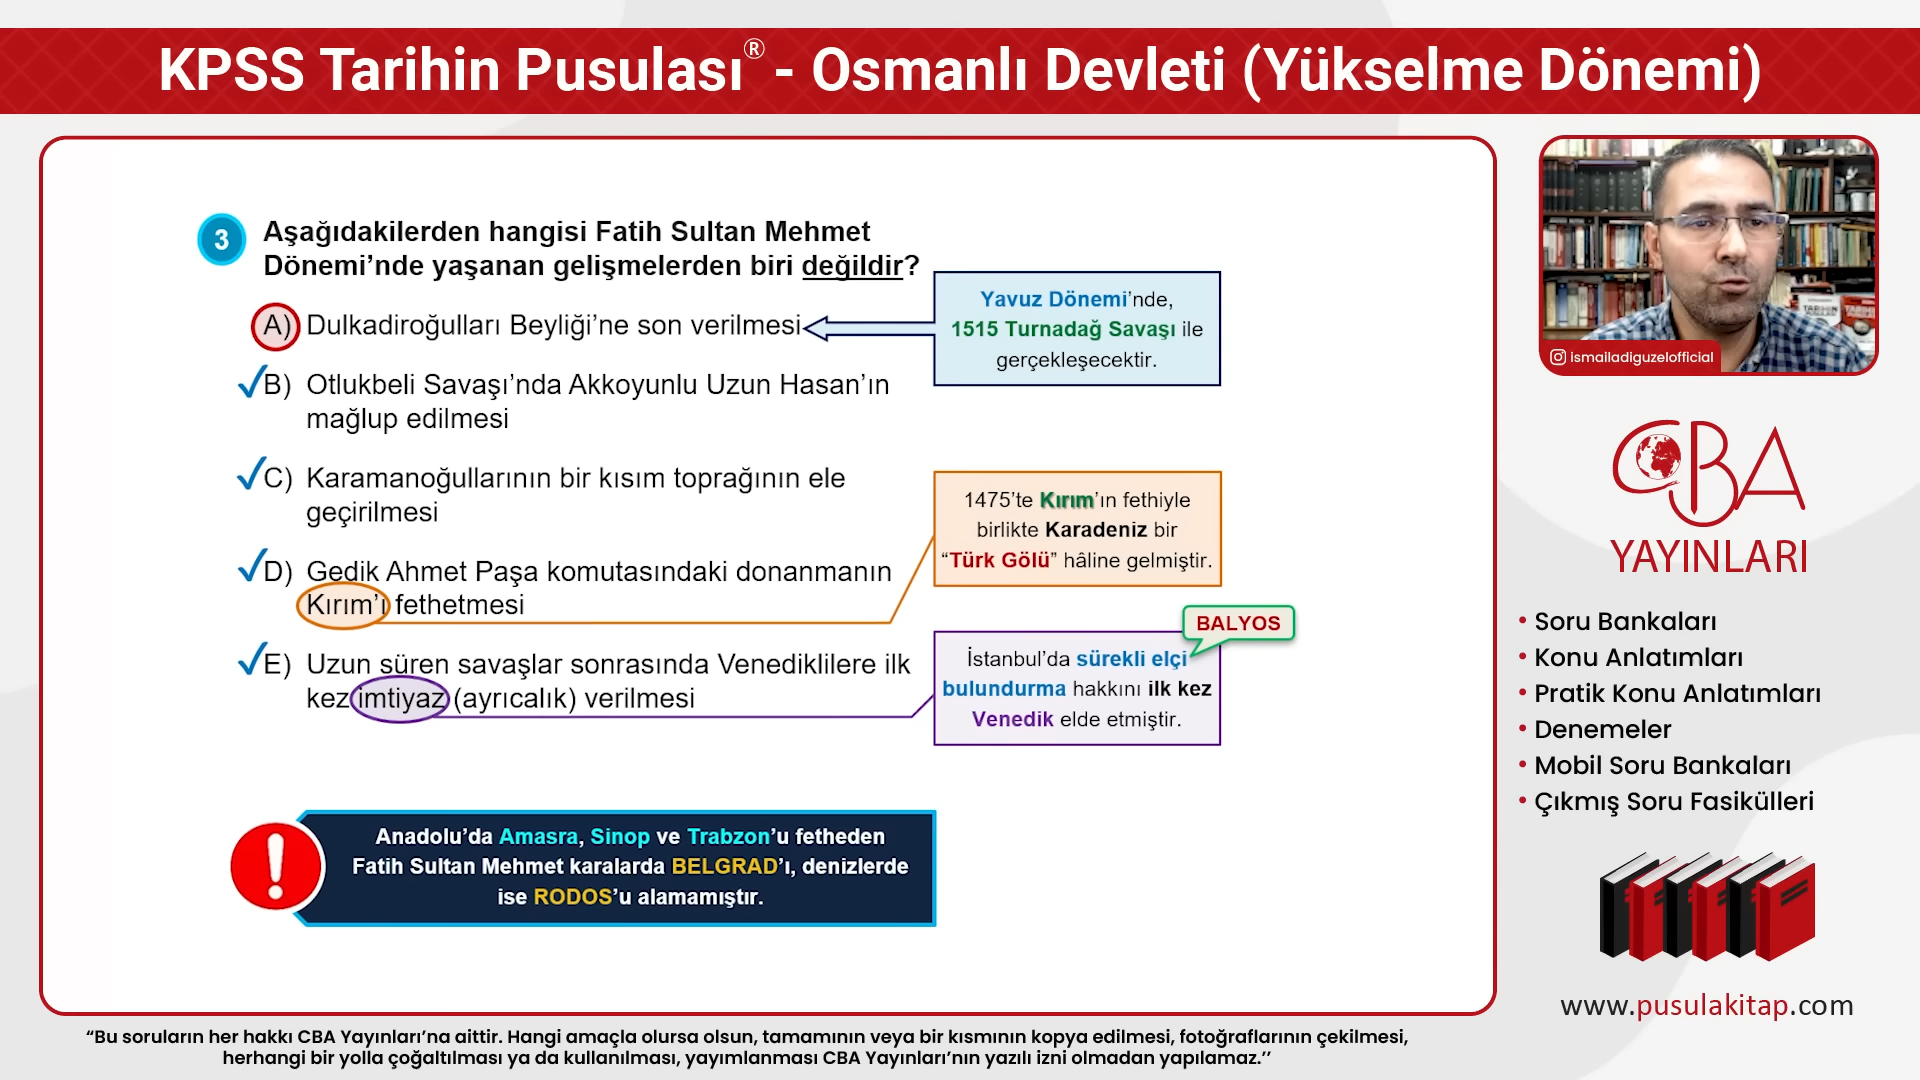 KPSS Tarihin Pusulası® - Osmanlı Devleti (Yükselme Dönemi)
3
Aşağıdakilerden hangisi Fatih Sultan Mehmet
Dönemi’nde yaşanan gelişmelerden biri değildir?
A) Dulkadiroğulları Beyliği’ne son verilmesi
Yavuz Dönemi’nde,
1515 Turnadağ Savaşı ile
gerçekleşecektir.
B) Otlukbeli Savaşı’nda Akkoyunlu Uzun Hasan’ın
mağlup edilmesi
C) Karamanoğullarının bir kısım toprağının ele
geçirilmesi
D) Gedik Ahmet Paşa komutasındaki donanmanın
Kırım’ı fethetmesi
1475’te Kırım’ın fethiyle
birlikte Karadeniz bir
“Türk Gölü” hâline gelmiştir.
E) Uzun süren savaşlar sonrasında Venediklilere ilk
kez imtiyaz (ayrıcalık) verilmesi
BALYOS
İstanbul’da sürekli elçi
bulundurma hakkını ilk kez
Venedik elde etmiştir.
Anadolu’da Amasra, Sinop ve Trabzon’u fetheden
Fatih Sultan Mehmet karalarda BELGRAD’ı, denizlerde
ise RODOS’u alamamıştır.
ismailadiguzelofficial
CBA
YAYINLARI
• Soru Bankaları
• Konu Anlatımları
• Pratik Konu Anlatımları
• Denemeler
• Mobil Soru Bankaları
• Çıkmış Soru Fasikülleri
www.pusulakitap.com
“Bu soruların her hakkı CBA Yayınları’na aittir. Hangi amaçla olursa olsun, tamamının veya bir kısmının kopya edilmesi, fotoğraflarının çekilmesi,
herhangi bir yolla çoğaltılması ya da kullanılması, yayımlanması CBA Yayınları’nın yazılı izni olmadan yapılamaz.’’